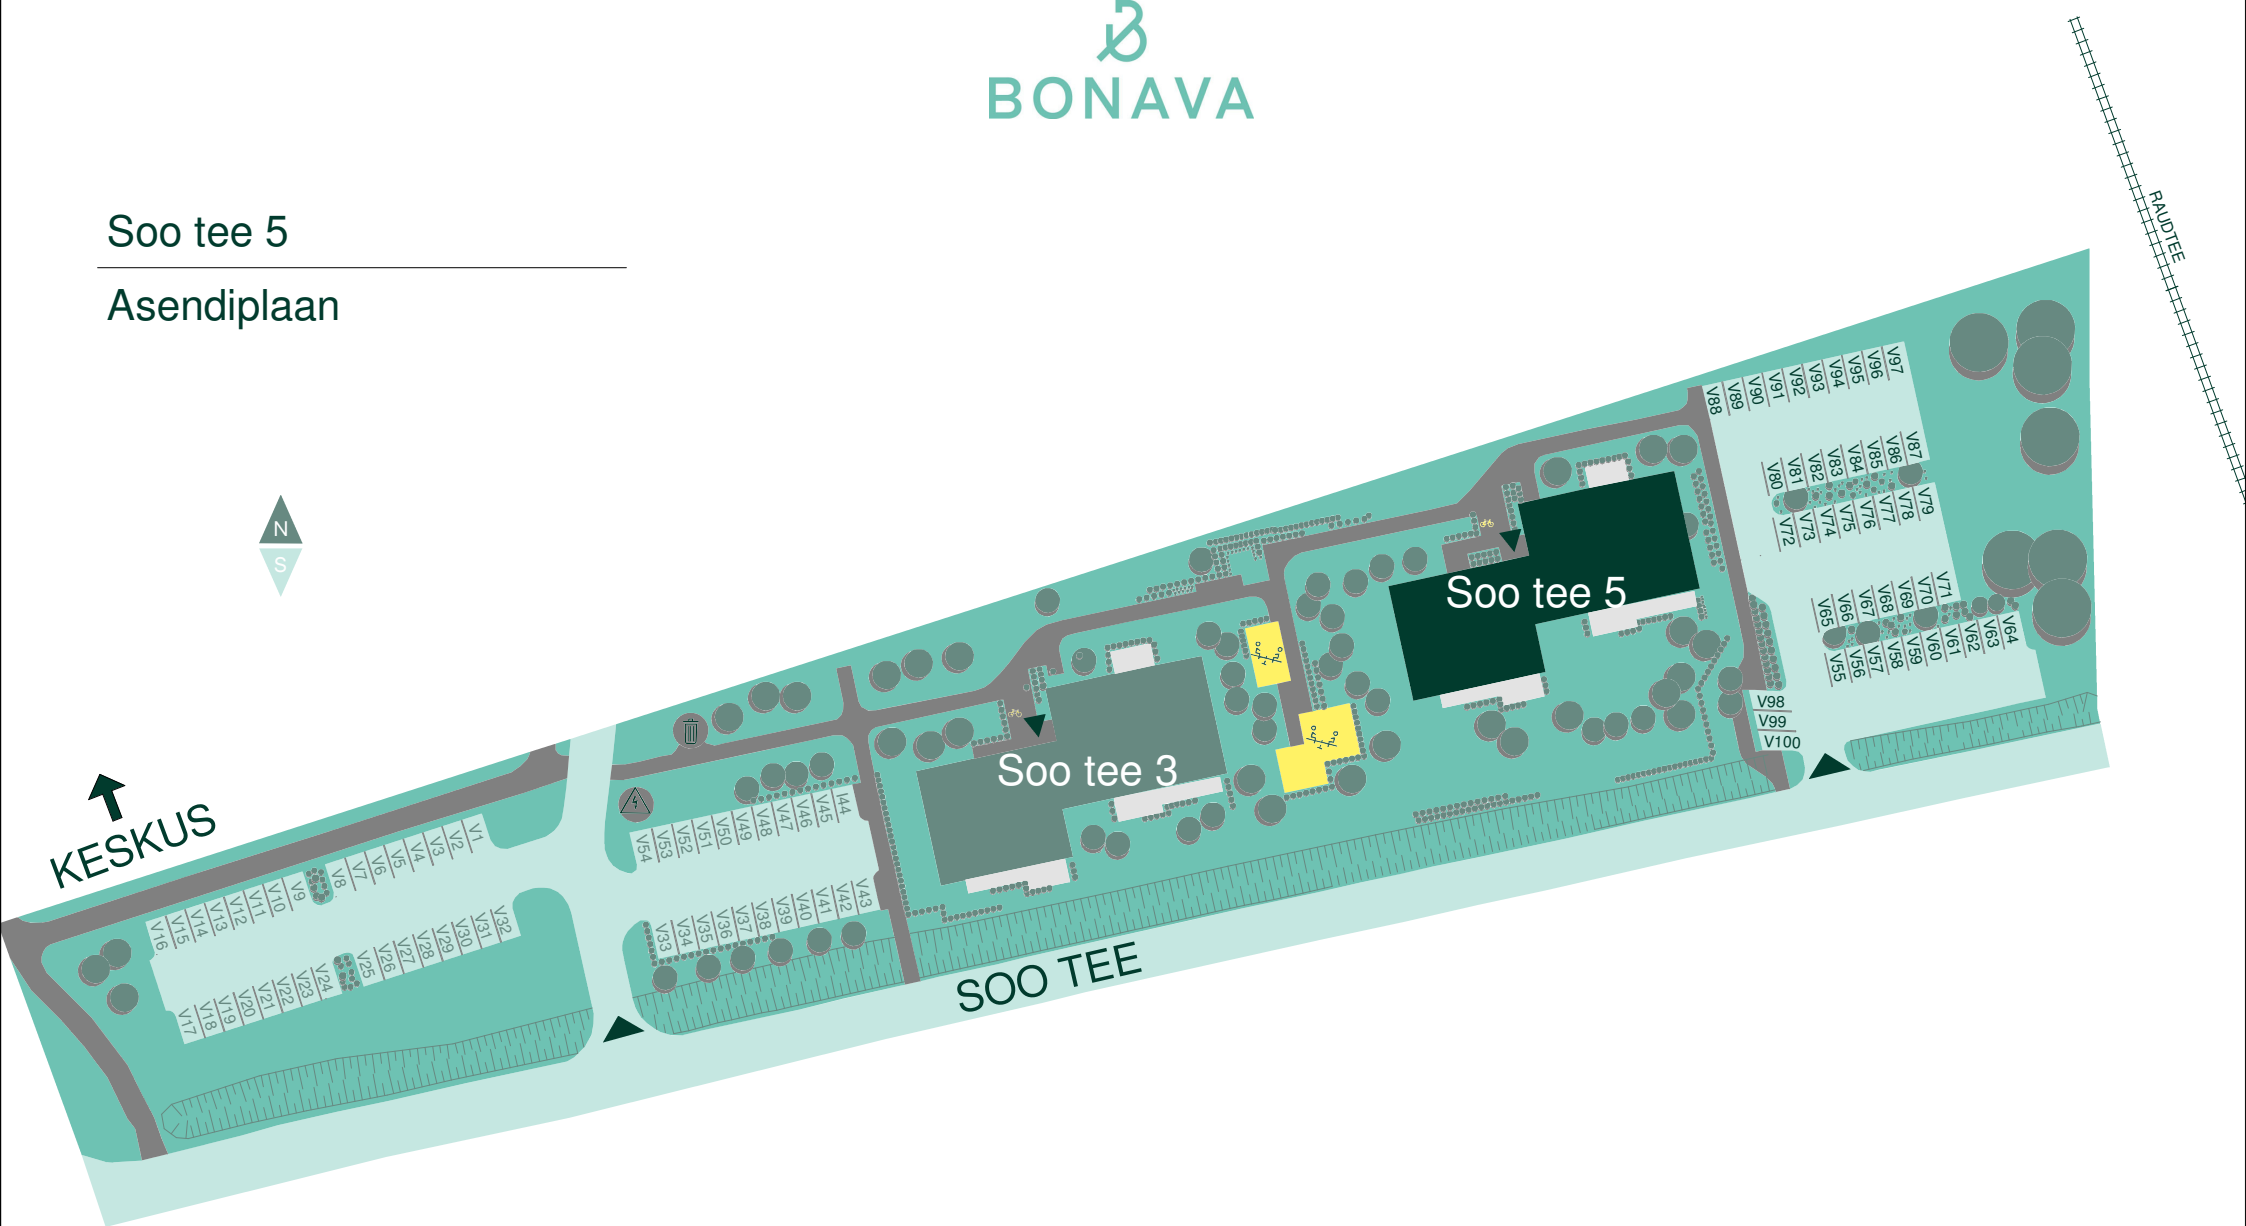 BONAVA
Soo tee 5
Asendiplaan
RAUDTEE
N
S
KESKUS
Soo tee 5
Soo tee 3
SOO TEE
V88 V89 V90 V91 V92 V93 V94 V95 V96 V97
V80 V81 V82 V83 V84 V85 V86 V87
V72 V73 V74 V75 V76 V77 V78 V79
V65 V66 V67 V68 V69 V70 V71
V55 V56 V57 V58 V59 V60 V61 V62 V63 V64
V98
V99
V100
V54 V53 V52 V51 V50 V49 V48 V47 V46 V45 I44
V33 V34 V35 V36 V37 V38 V39 V40 V41 V42 V43
V16 V15 V14 V13 V12 V11 V10 V9 V8 V7 V6 V5 V4 V3 V2 V1
V17 V18 V19 V20 V21 V22 V23 V24 V25 V26 V27 V28 V29 V30 V31 V32